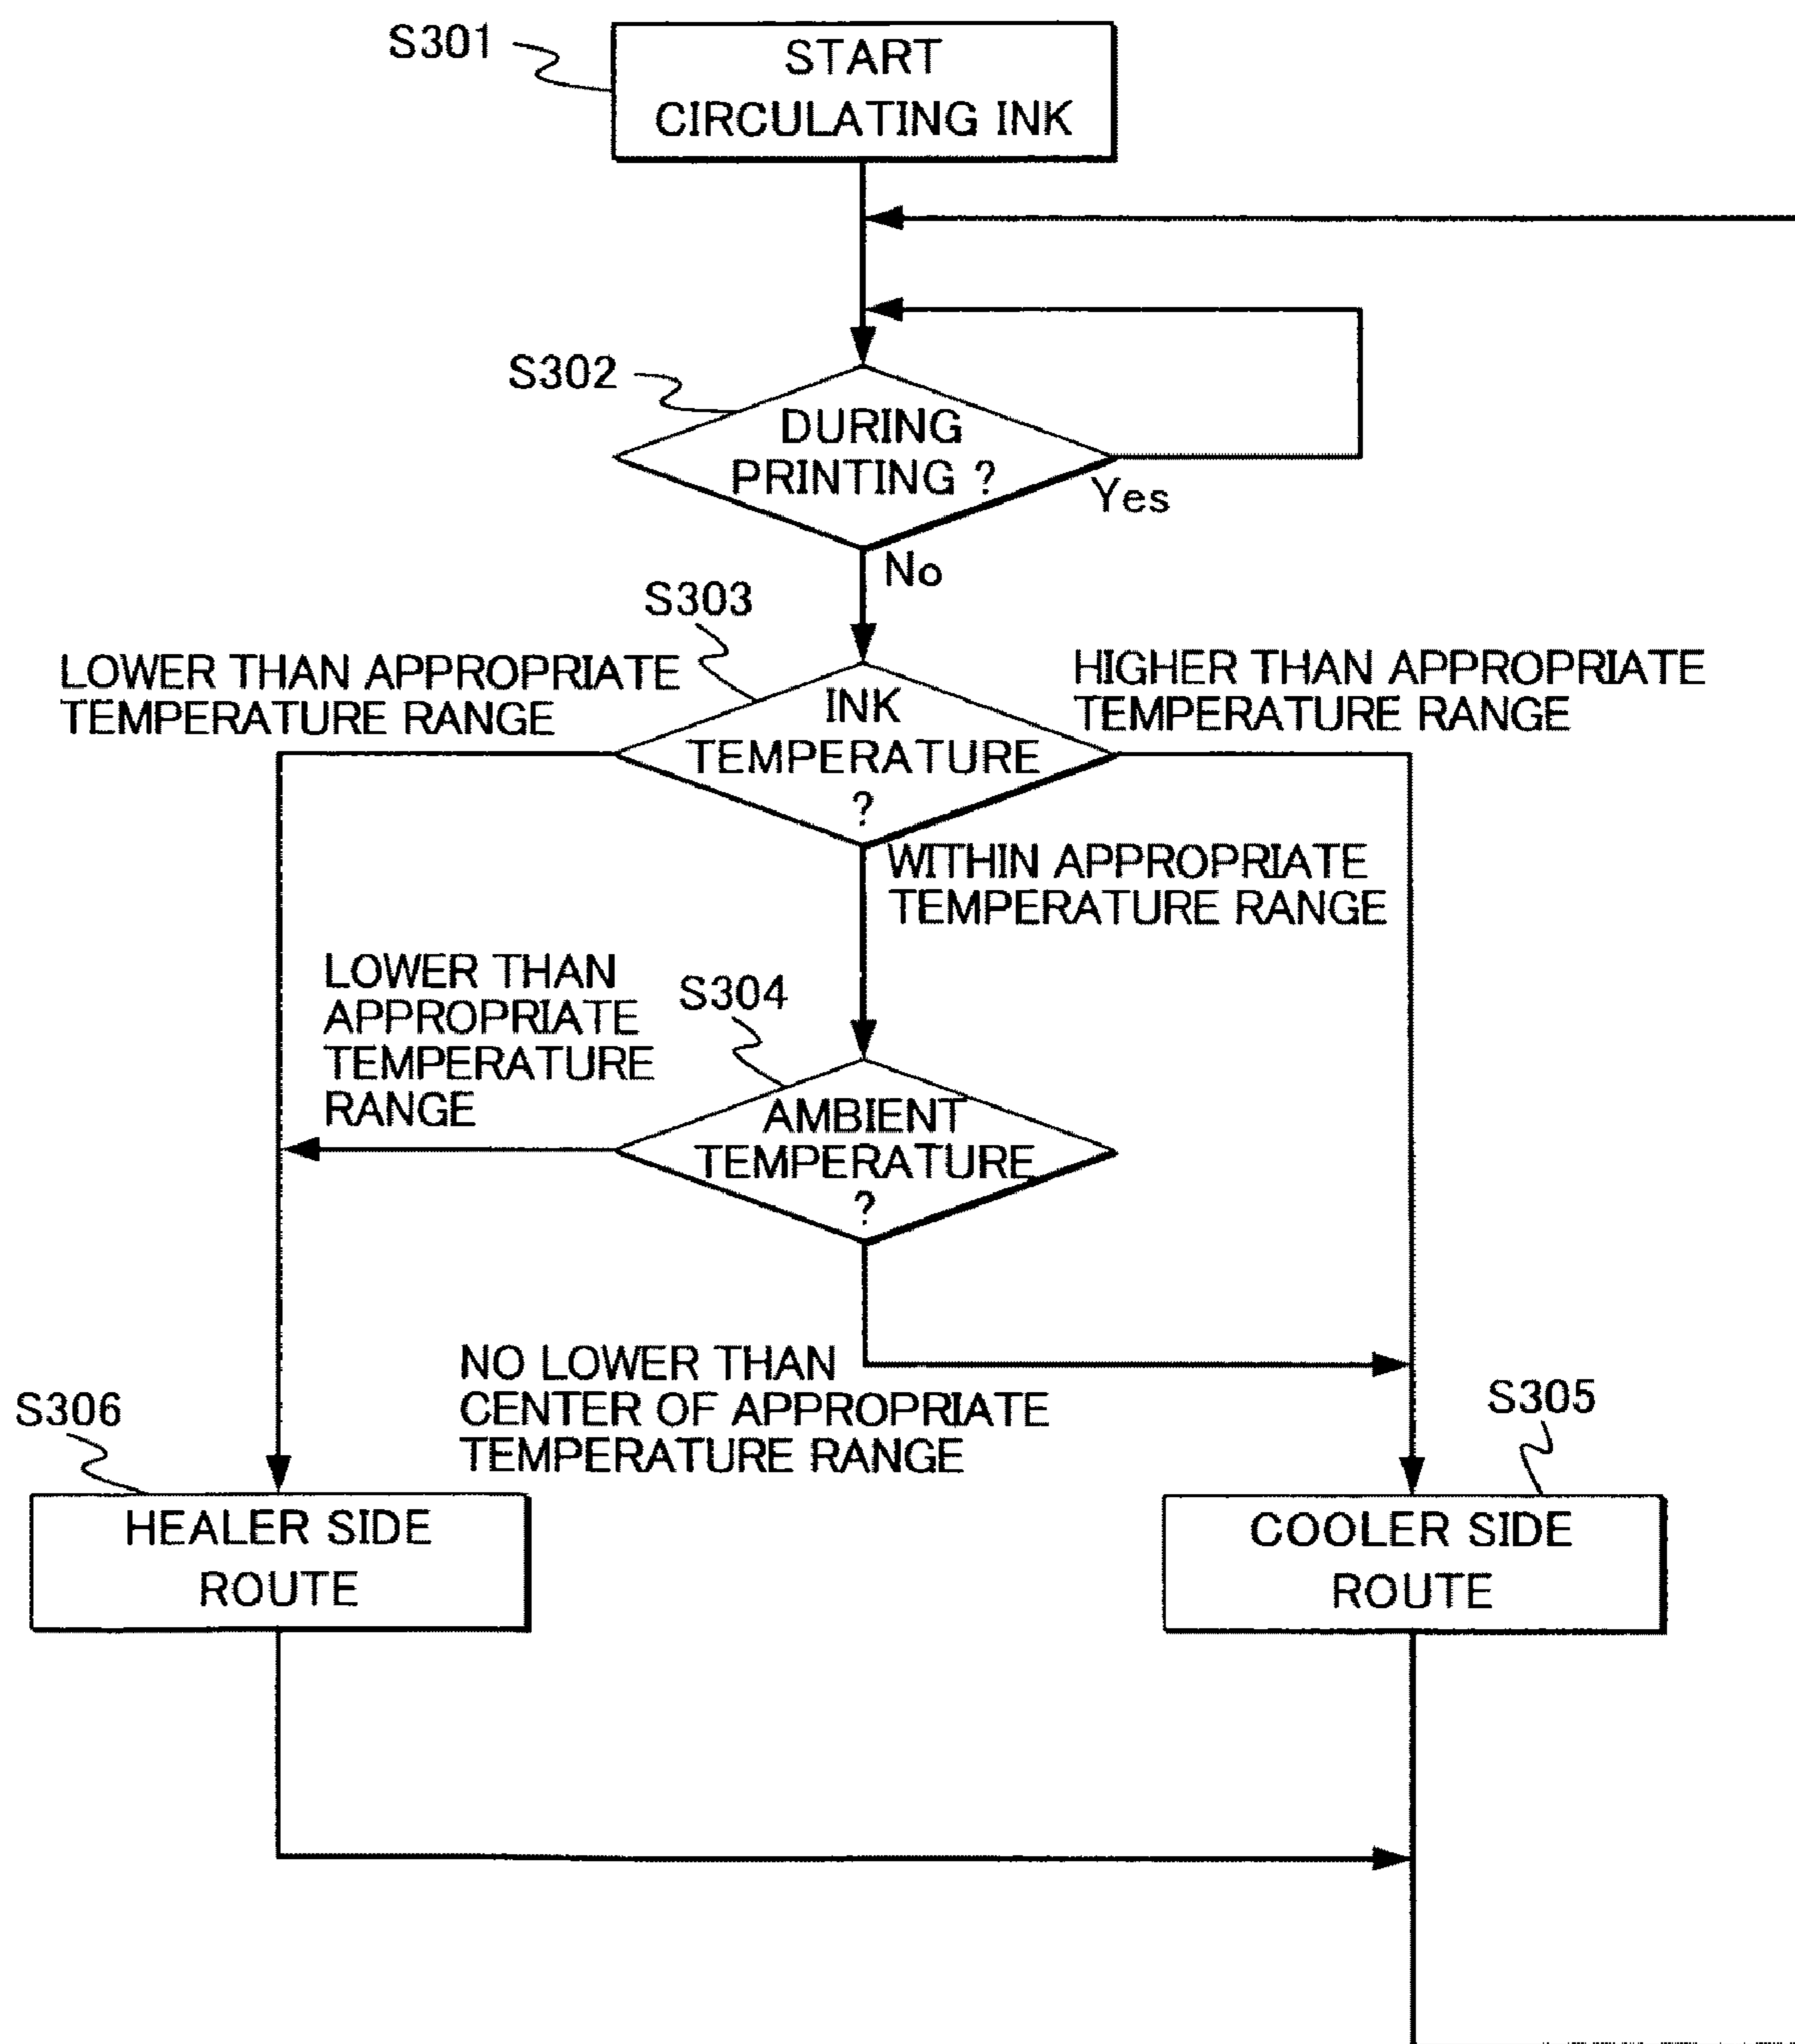 S301
START
CIRCULATING INK
S302
DURING
PRINTING ?
Yes
No
S303
LOWER THAN APPROPRIATE
TEMPERATURE RANGE
INK
TEMPERATURE
?
HIGHER THAN APPROPRIATE
TEMPERATURE RANGE
WITHIN APPROPRIATE
TEMPERATURE RANGE
LOWER THAN
APPROPRIATE
TEMPERATURE
RANGE
S304
AMBIENT
TEMPERATURE
?
NO LOWER THAN
CENTER OF APPROPRIATE
TEMPERATURE RANGE
S306
HEALER SIDE
ROUTE
S305
COOLER SIDE
ROUTE